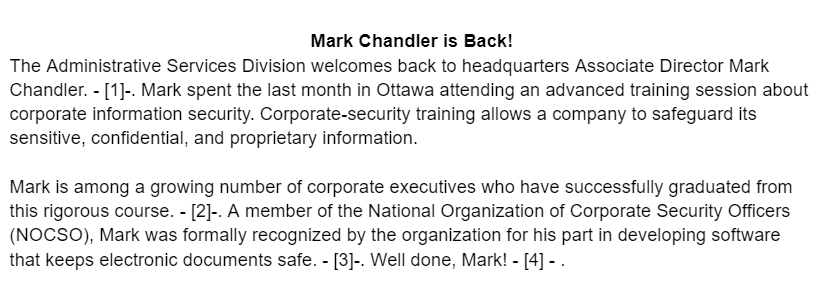 Mark Chandler is Back!
The Administrative Services Division welcomes back to headquarters Associate Director Mark
Chandler. - [1]-. Mark spent the last month in Ottawa attending an advanced training session about
corporate information security. Corporate-security training allows a company to safeguard its
sensitive, confidential, and proprietary information.
Mark is among a growing number of corporate executives who have successfully graduated from
this rigorous course. - [2]-. A member of the National Organization of Corporate Security Officers
(NOCSO), Mark was formally recognized by the organization for his part in developing software
that keeps electronic documents safe. - [3]-. Well done, Mark! - [4] - .